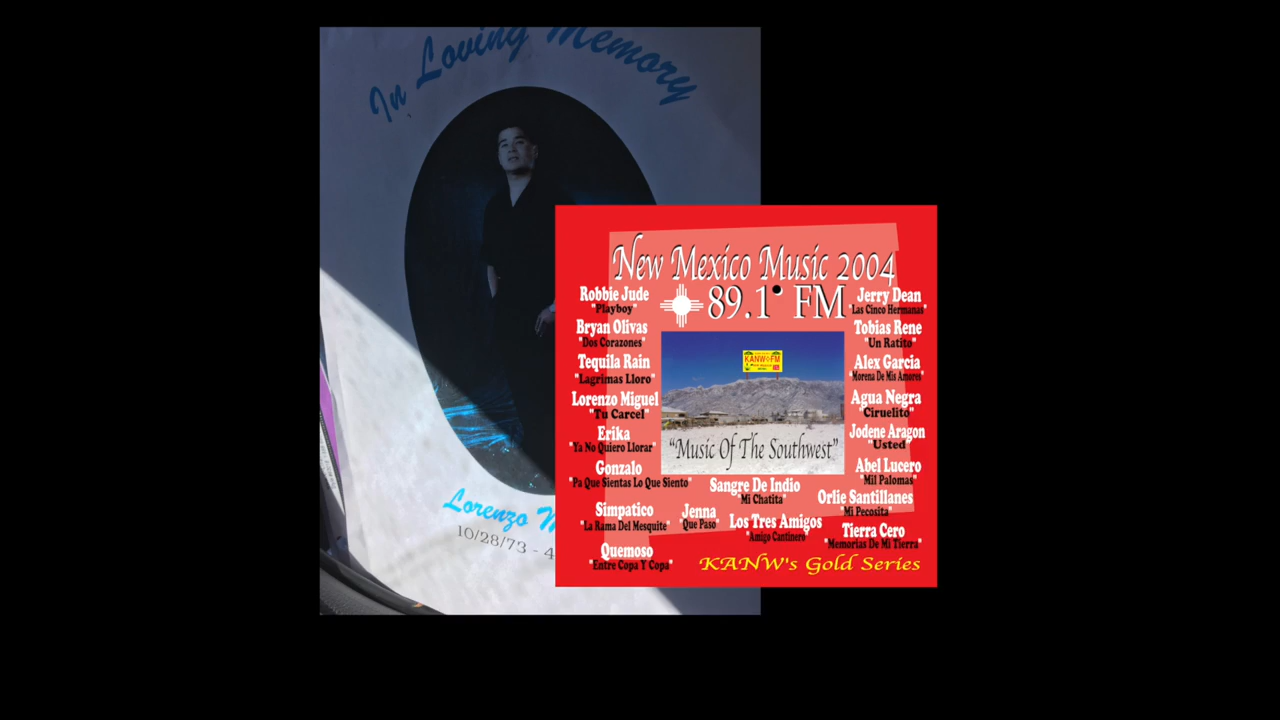 In Loving Memory
Lorenzo M
10/28/73 - 4
New Mexico Music 2004
89.1 FM
Robbie Jude
"Playboy"
Bryan Olivas
"Dos Corazones"
Tequila Rain
"Lagrimas Lloro"
Lorenzo Miguel
"Tu Carcel"
Erika
"Ya No Quiero Llorar"
Gonzalo
"Pa Que Sientas Lo Que Siento"
Simpatico
"La Rama Del Mesquite"
Quemoso
"Entre Copa Y Copa"
KANW FM
"Music Of The Southwest"
Sangre De Indio
"Mi Chatita"
Jenna
"Que Paso"
Los Tres Amigos
"Amigo Cantinero"
Jerry Dean
"Las Cinco Hermanas"
Tobias Rene
"Un Ratito"
Alex Garcia
"Morena De Mis Amores"
Agua Negra
"Ciruelito"
Jodene Aragon
"Usted"
Abel Lucero
"Mil Palomas"
Orlie Santillanes
"Mi Pecosita"
Tierra Cero
"Memorias De Mi Tierra"
KANW's Gold Series